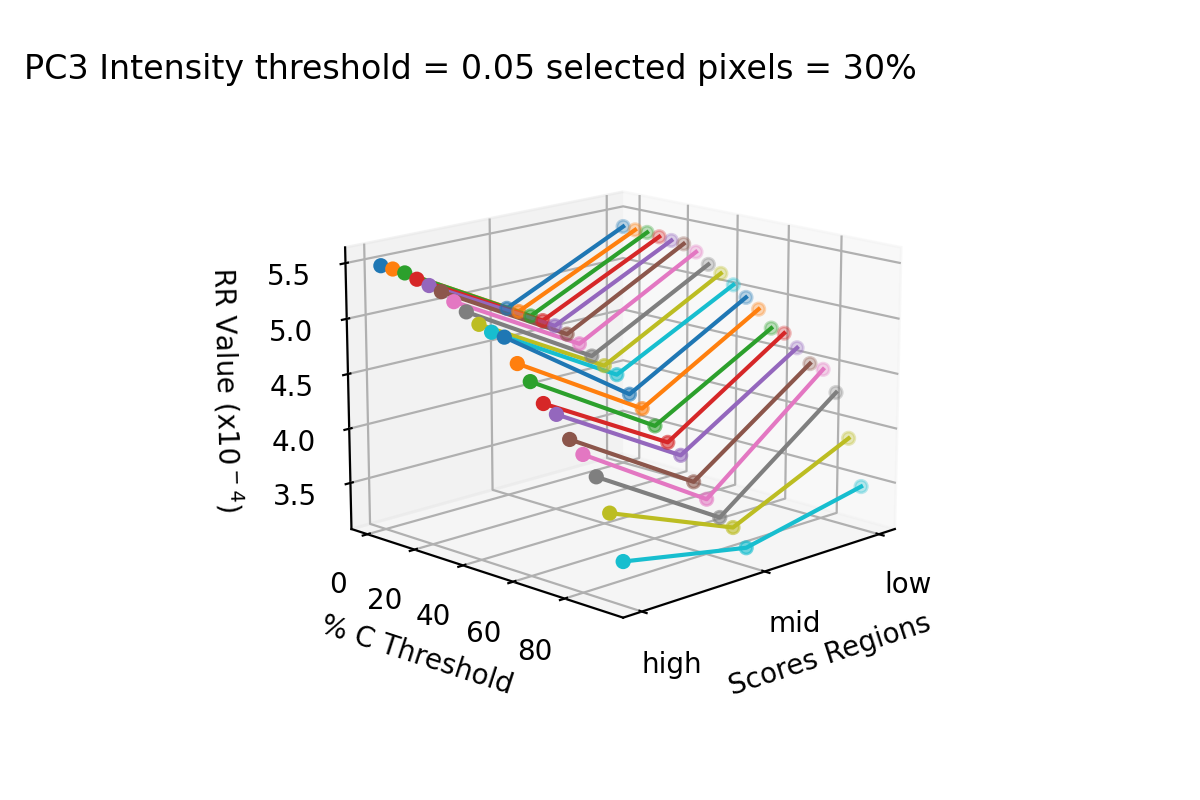 PC3 Intensity threshold = 0.05 selected pixels = 30%
RR Value (x10⁻⁴)
5.5
5.0
4.5
4.0
3.5
0
20
40
60
80
% C Threshold
high
mid
low
Scores Regions